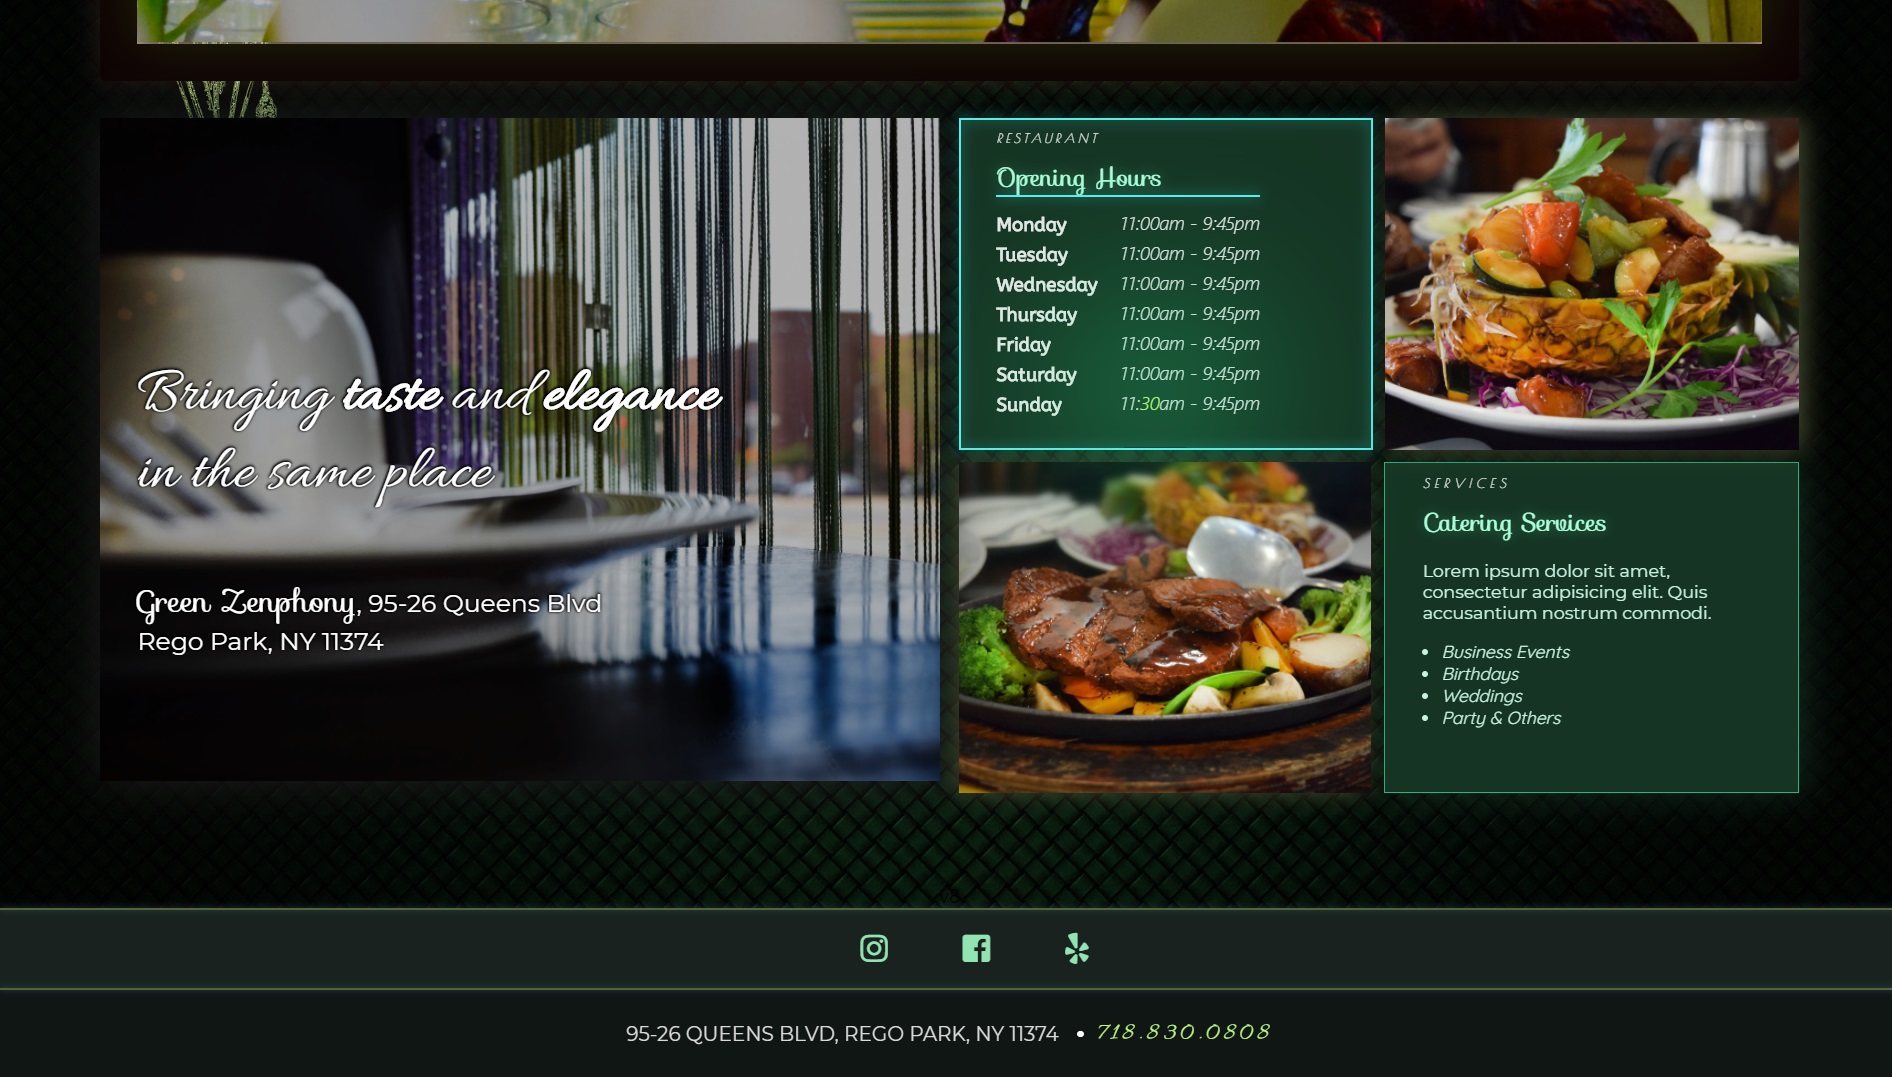 Bringing taste and elegance
in the same place
Green Zenphony, 95-26 Queens Blvd
Rego Park, NY 11374
RESTAURANT
Opening Hours
Monday 11:00am - 9:45pm
Tuesday 11:00am - 9:45pm
Wednesday 11:00am - 9:45pm
Thursday 11:00am - 9:45pm
Friday 11:00am - 9:45pm
Saturday 11:00am - 9:45pm
Sunday 11:30am - 9:45pm
SERVICES
Catering Services
Lorem ipsum dolor sit amet,
consectetur adipisicing elit. Quis
accusantium nostrum commodi.
• Business Events
• Birthdays
• Weddings
• Party & Others
95-26 QUEENS BLVD, REGO PARK, NY 11374 • 718.830.0808